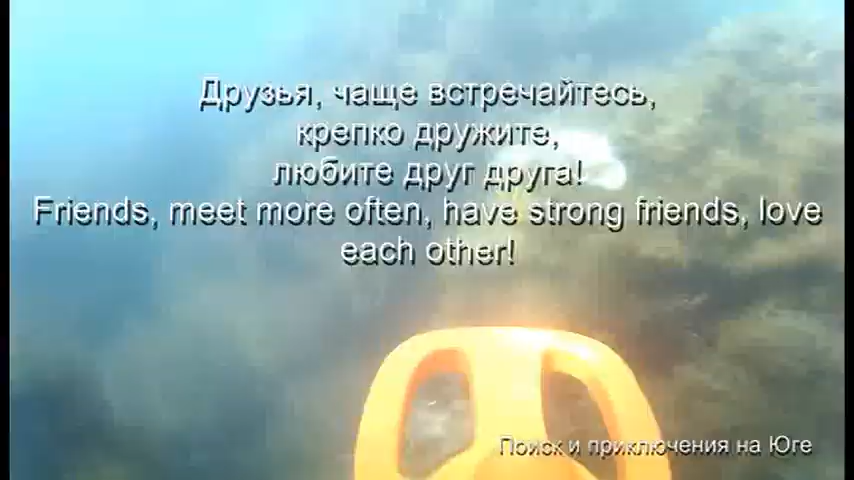 Друзья, чаще встречайтесь,
крепко дружите,
любите друг друга!
Friends, meet more often, have strong friends, love
each other!
Поиск и приключения на Юге